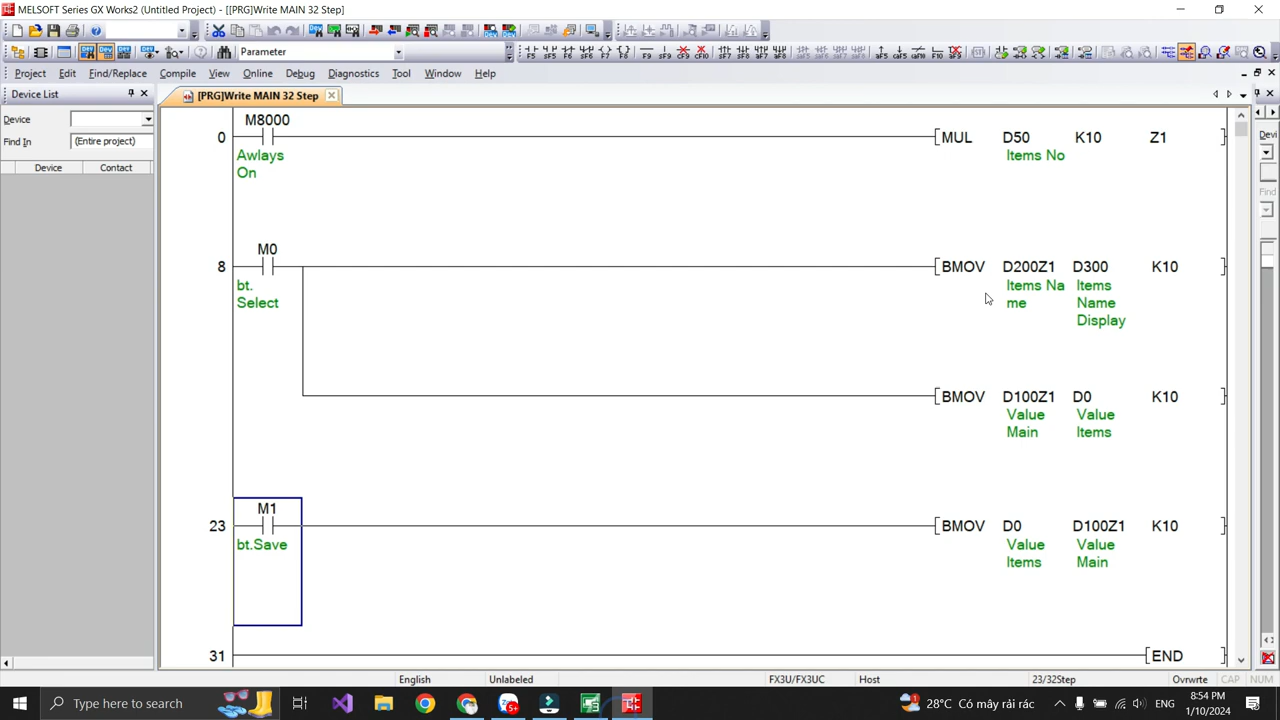 MELSOFT Series GX Works2 (Untitled Project) - [[PRG]Write MAIN 32 Step]
Parameter
Project Edit Find/Replace Compile View Online Debug Diagnostics Tool Window Help
Device List
[PRG]Write MAIN 32 Step
Device
Find In (Entire project)
Device Contact
Devi
Find
M8000
0 MUL D50 K10 Z1
Awlays
On
Items No
M0
8 BMOV D200Z1 D300 K10
bt.
Select
Items Na
me
Items
Name
Display
BMOV D100Z1 D0 K10
Value
Main
Value
Items
M1
23 BMOV D0 D100Z1 K10
bt.Save
Value
Items
Value
Main
31 END
English Unlabeled FX3U/FX3UC Host 23/32Step Ovrwrte CAP NUM
Type here to search
28°C Có mây rải rác
ENG
8:54 PM
1/10/2024